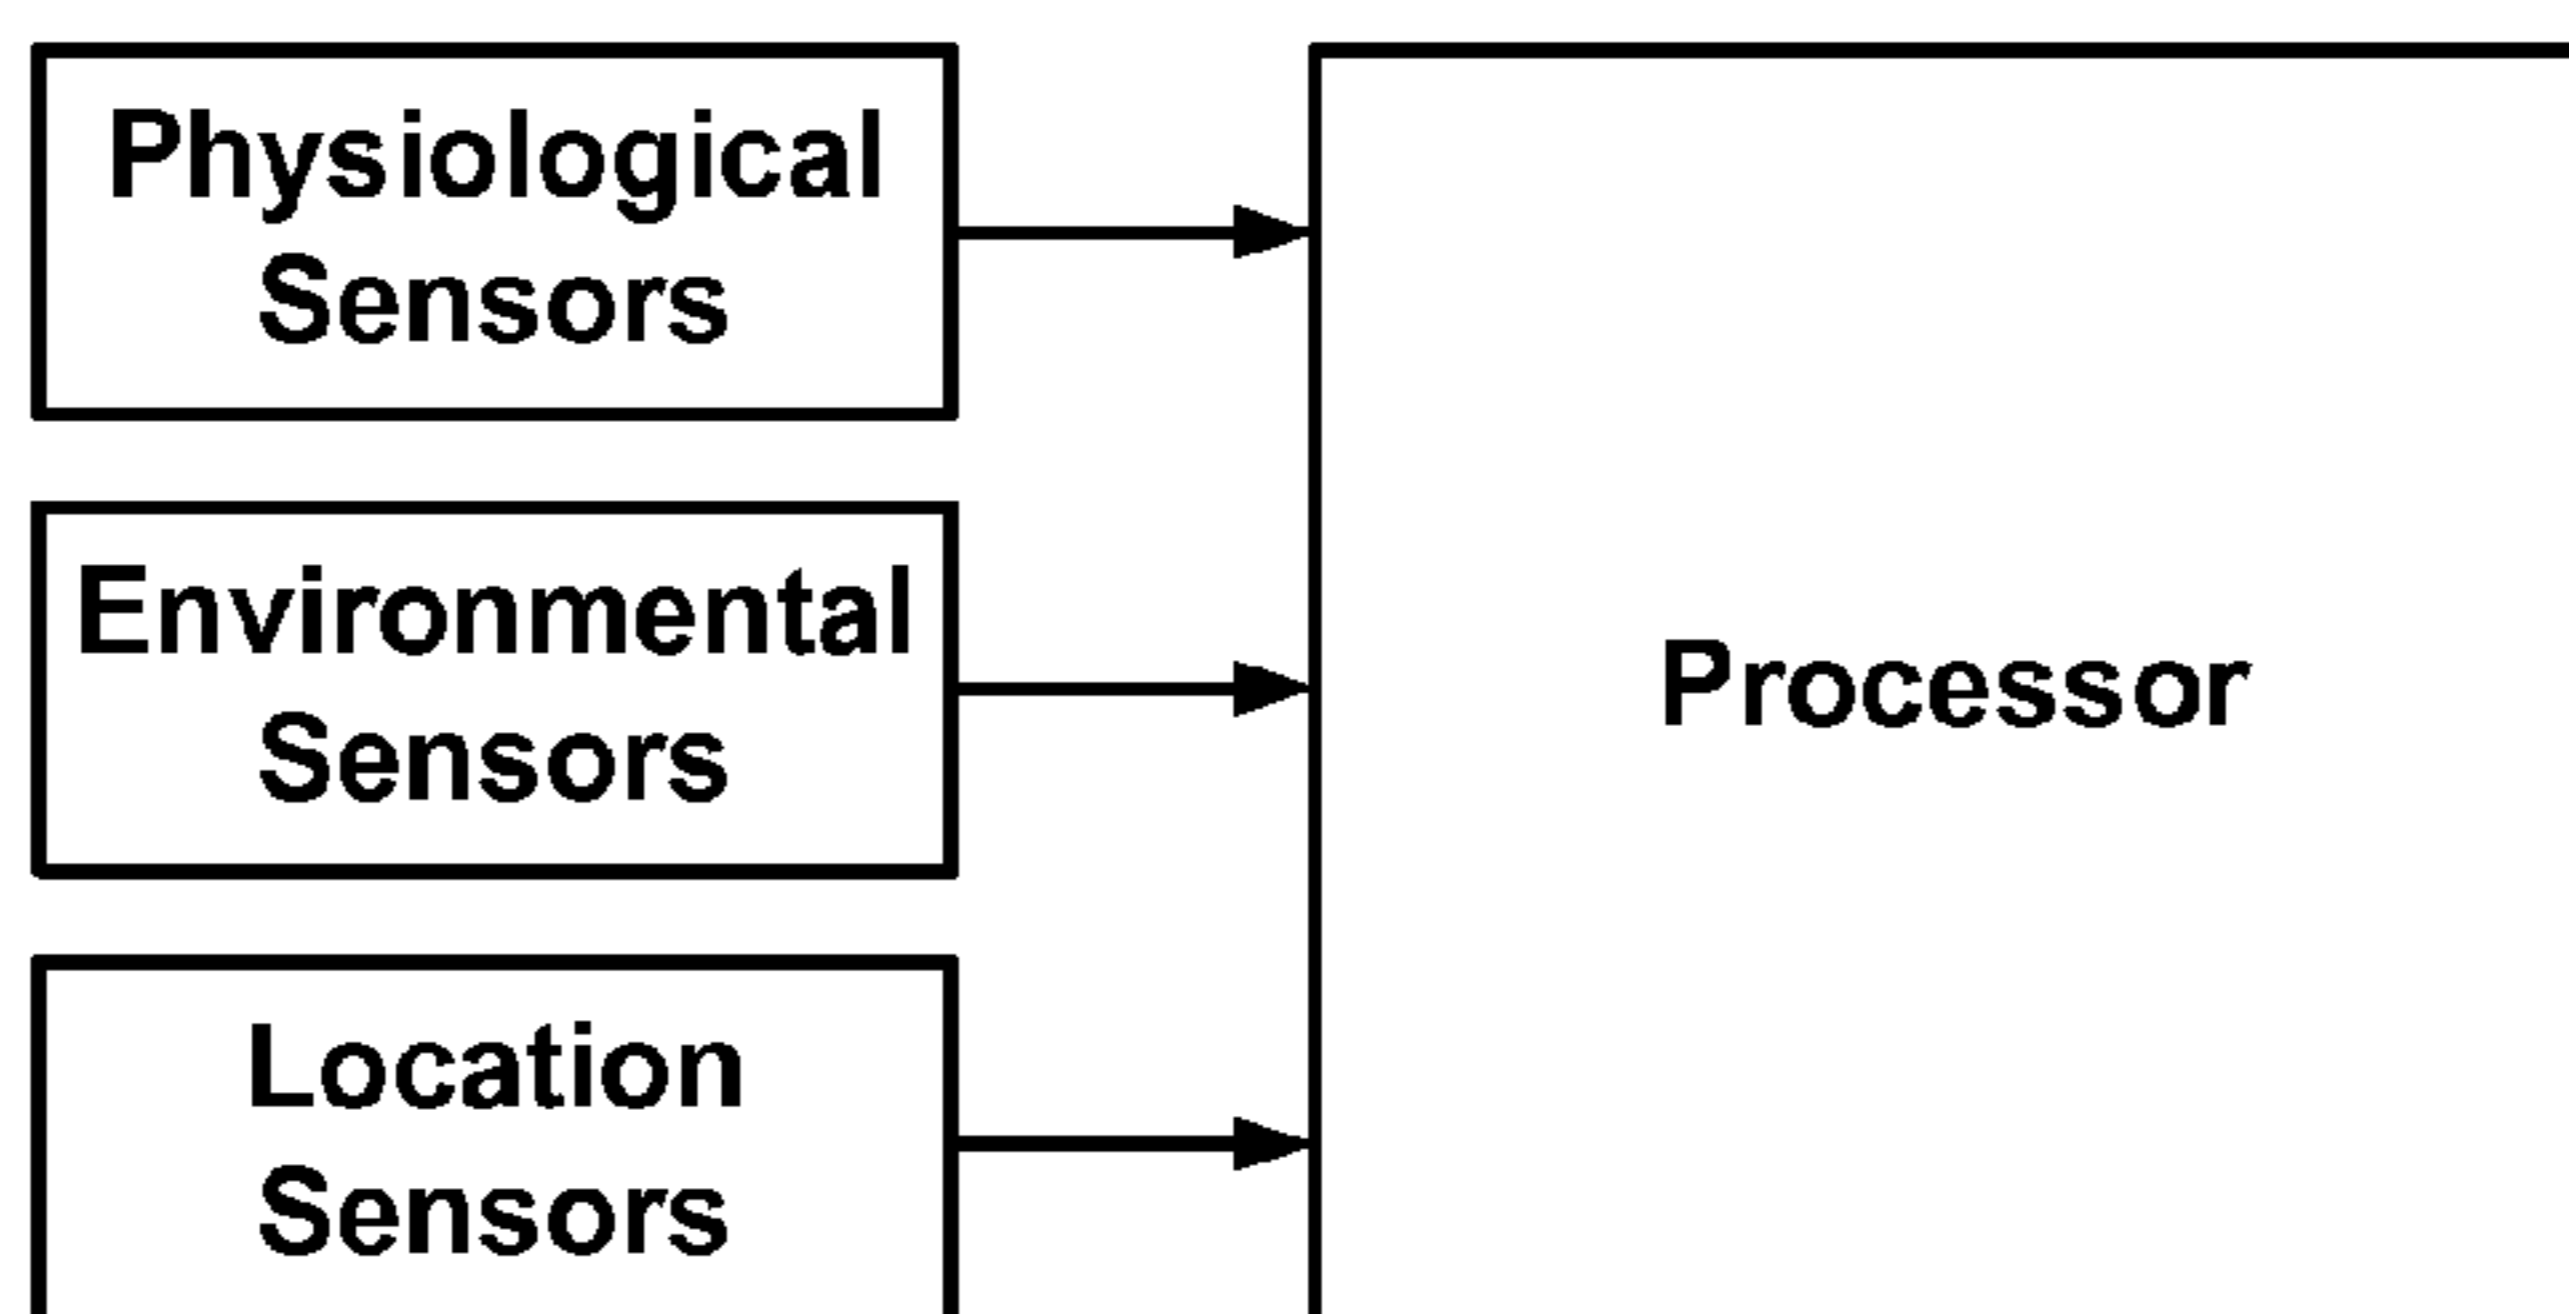 Physiological
Sensors
Environmental
Sensors
Location
Sensors
Processor